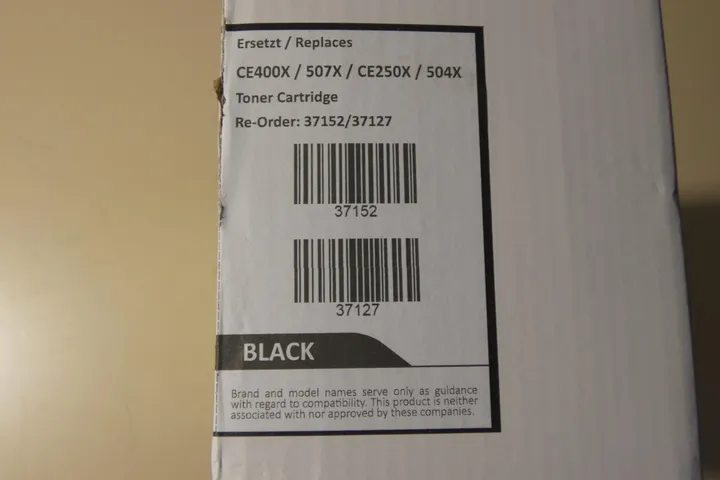 Ersetzt / Replaces
CE400X / 507X / CE250X / 504X
Toner Cartridge
Re-Order: 37152/37127
37152
37127
BLACK
Brand and model names serve only as guidance
with regard to compatibility. This product is neither
associated with nor approved by these companies.